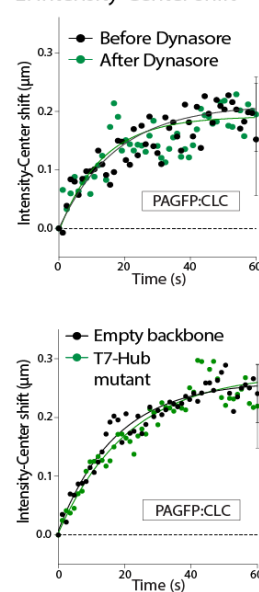 Before Dynasore
After Dynasore
Intensity-Center shift (μm)
0.3
0.2
0.1
0.0
PAGFP:CLC
0
20
40
60
Time (s)
Empty backbone
T7-Hub
mutant
Intensity-Center shift (μm)
0.3
0.2
0.1
0.0
PAGFP:CLC
0
20
40
60
Time (s)